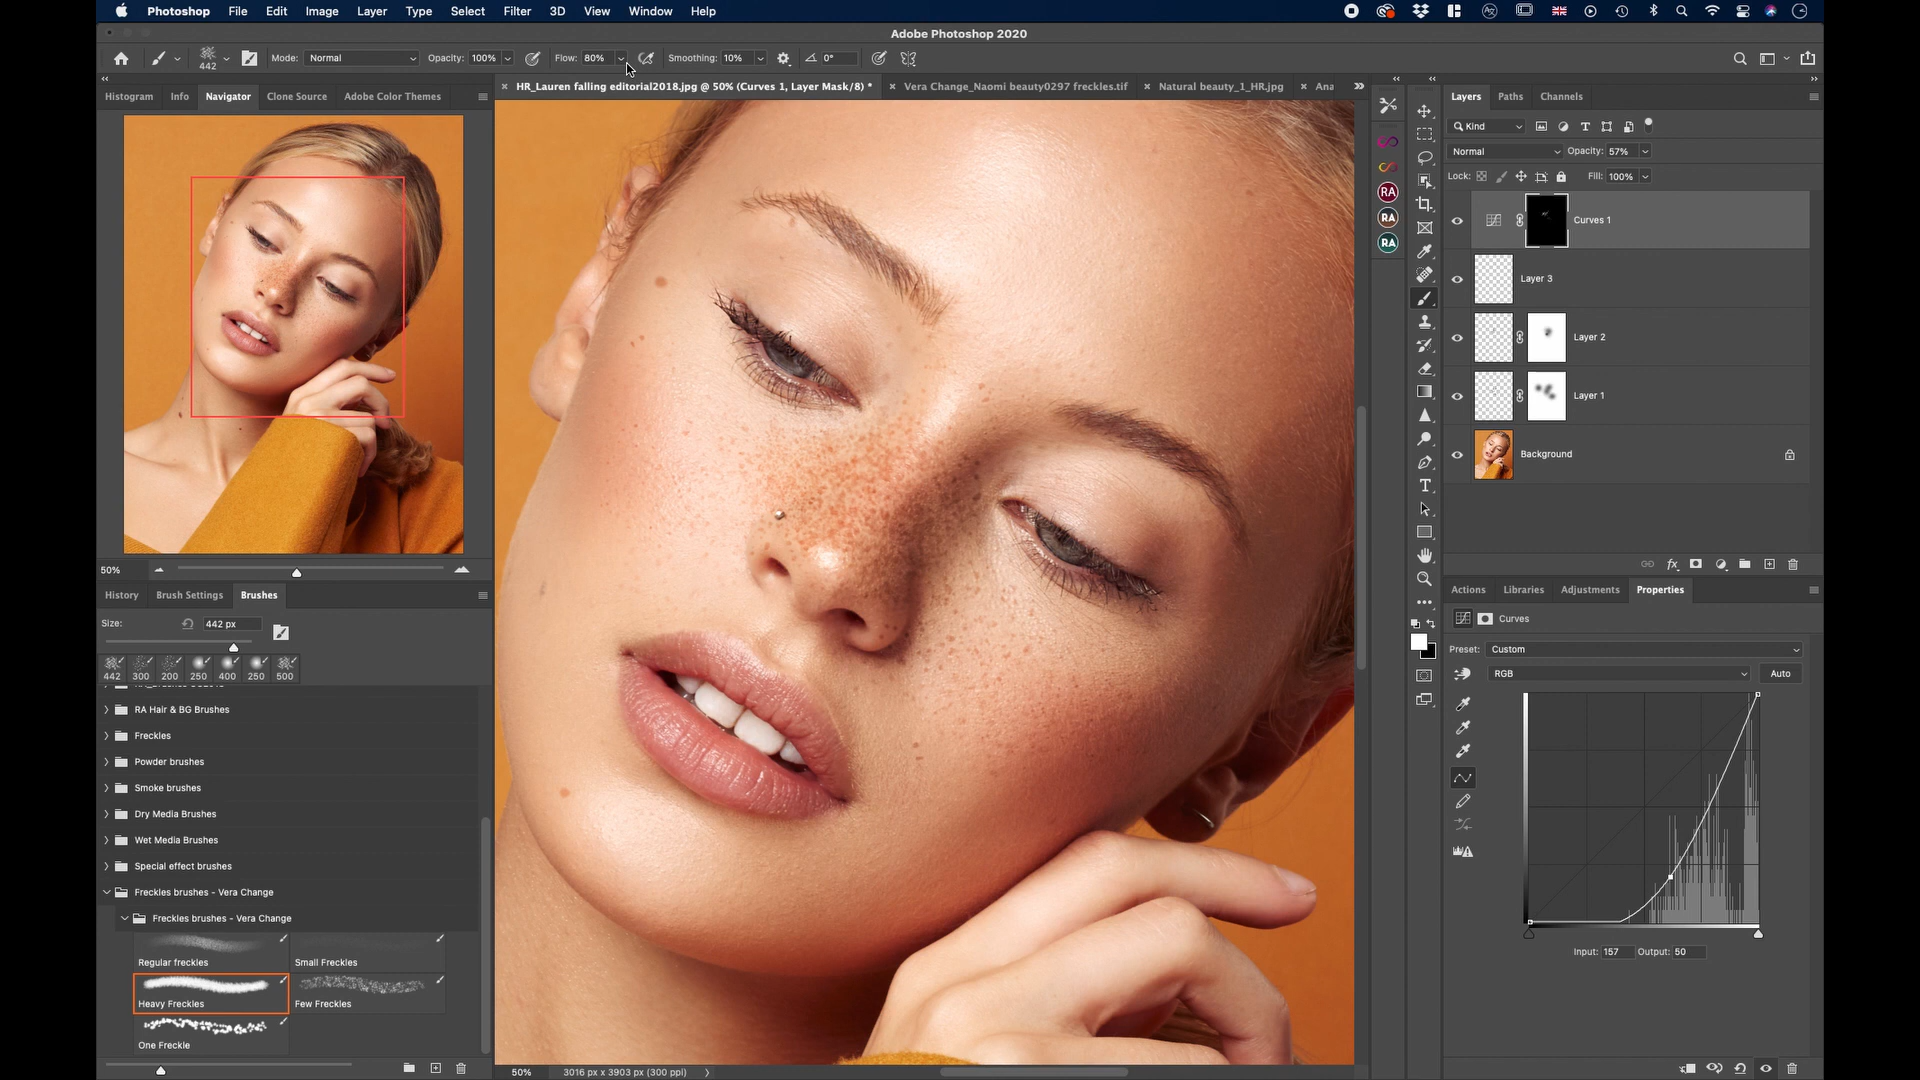 Photoshop File Edit Image Layer Type Select Filter 3D View Window Help
Adobe Photoshop 2020
442 Mode: Normal Opacity: 100% Flow: 80% Smoothing: 10% 0°
Histogram Info Navigator Clone Source Adobe Color Themes
HR_Lauren falling editorial2018.jpg @ 50% (Curves 1, Layer Mask/8) *
Vera Change_Naomi beauty0297 freckles.tif
Natural beauty_1_HR.jpg
Ana
50%
History Brush Settings Brushes
Size: 442 px
442 300 200 250 400 250 500
RA Hair & BG Brushes
Freckles
Powder brushes
Smoke brushes
Dry Media Brushes
Wet Media Brushes
Special effect brushes
Freckles brushes - Vera Change
Freckles brushes - Vera Change
Regular freckles Small Freckles
Heavy Freckles Few Freckles
One Freckle
50% 3016 px x 3903 px (300 ppi)
RA
RA
RA
Layers Paths Channels
Kind
Normal Opacity: 57%
Lock: Fill: 100%
Curves 1
Layer 3
Layer 2
Layer 1
Background
Actions Libraries Adjustments Properties
Curves
Preset: Custom
RGB Auto
Input: 157 Output: 50